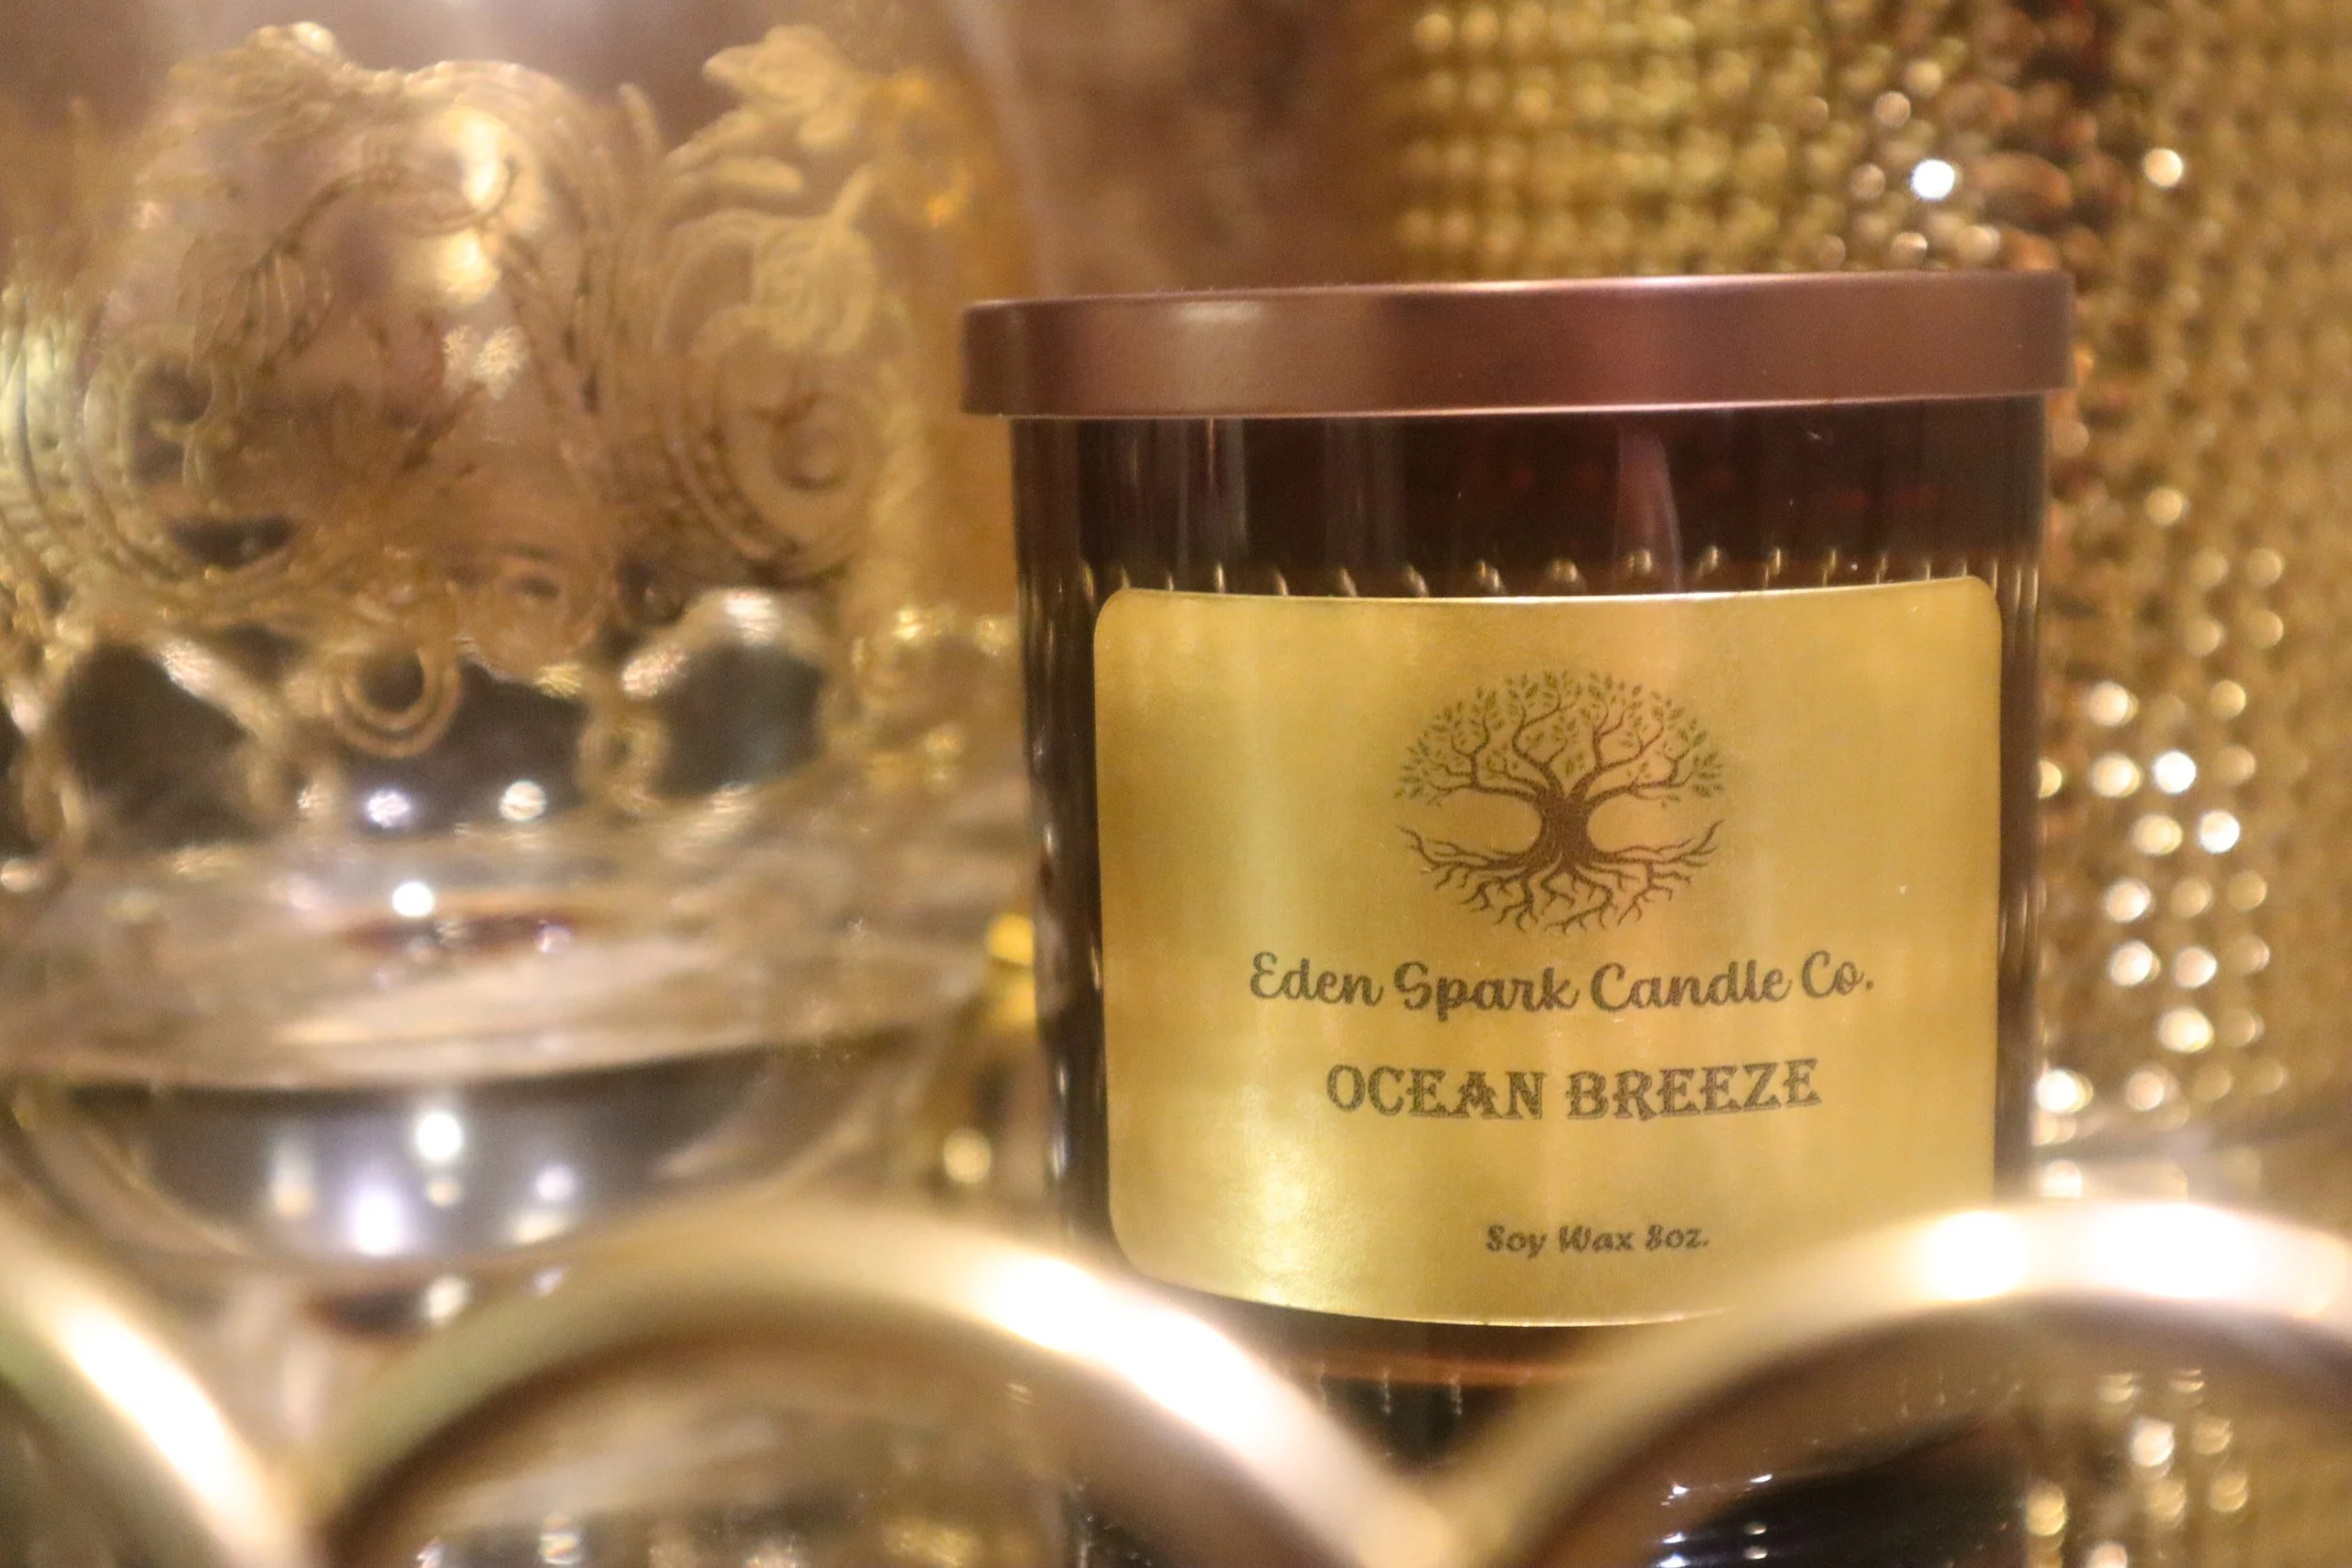 Eden Spark Candle Co.
OCEAN BREEZE
Soy Wax 8oz.